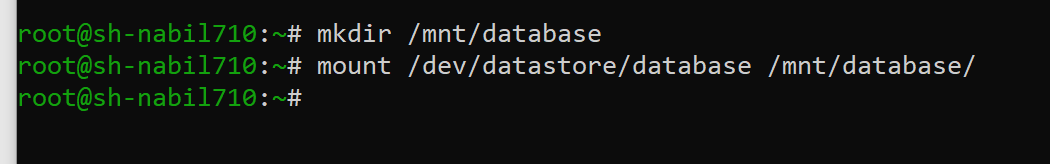 root@sh-nabil710:~# mkdir /mnt/database
root@sh-nabil710:~# mount /dev/datastore/database /mnt/database/
root@sh-nabil710:~#